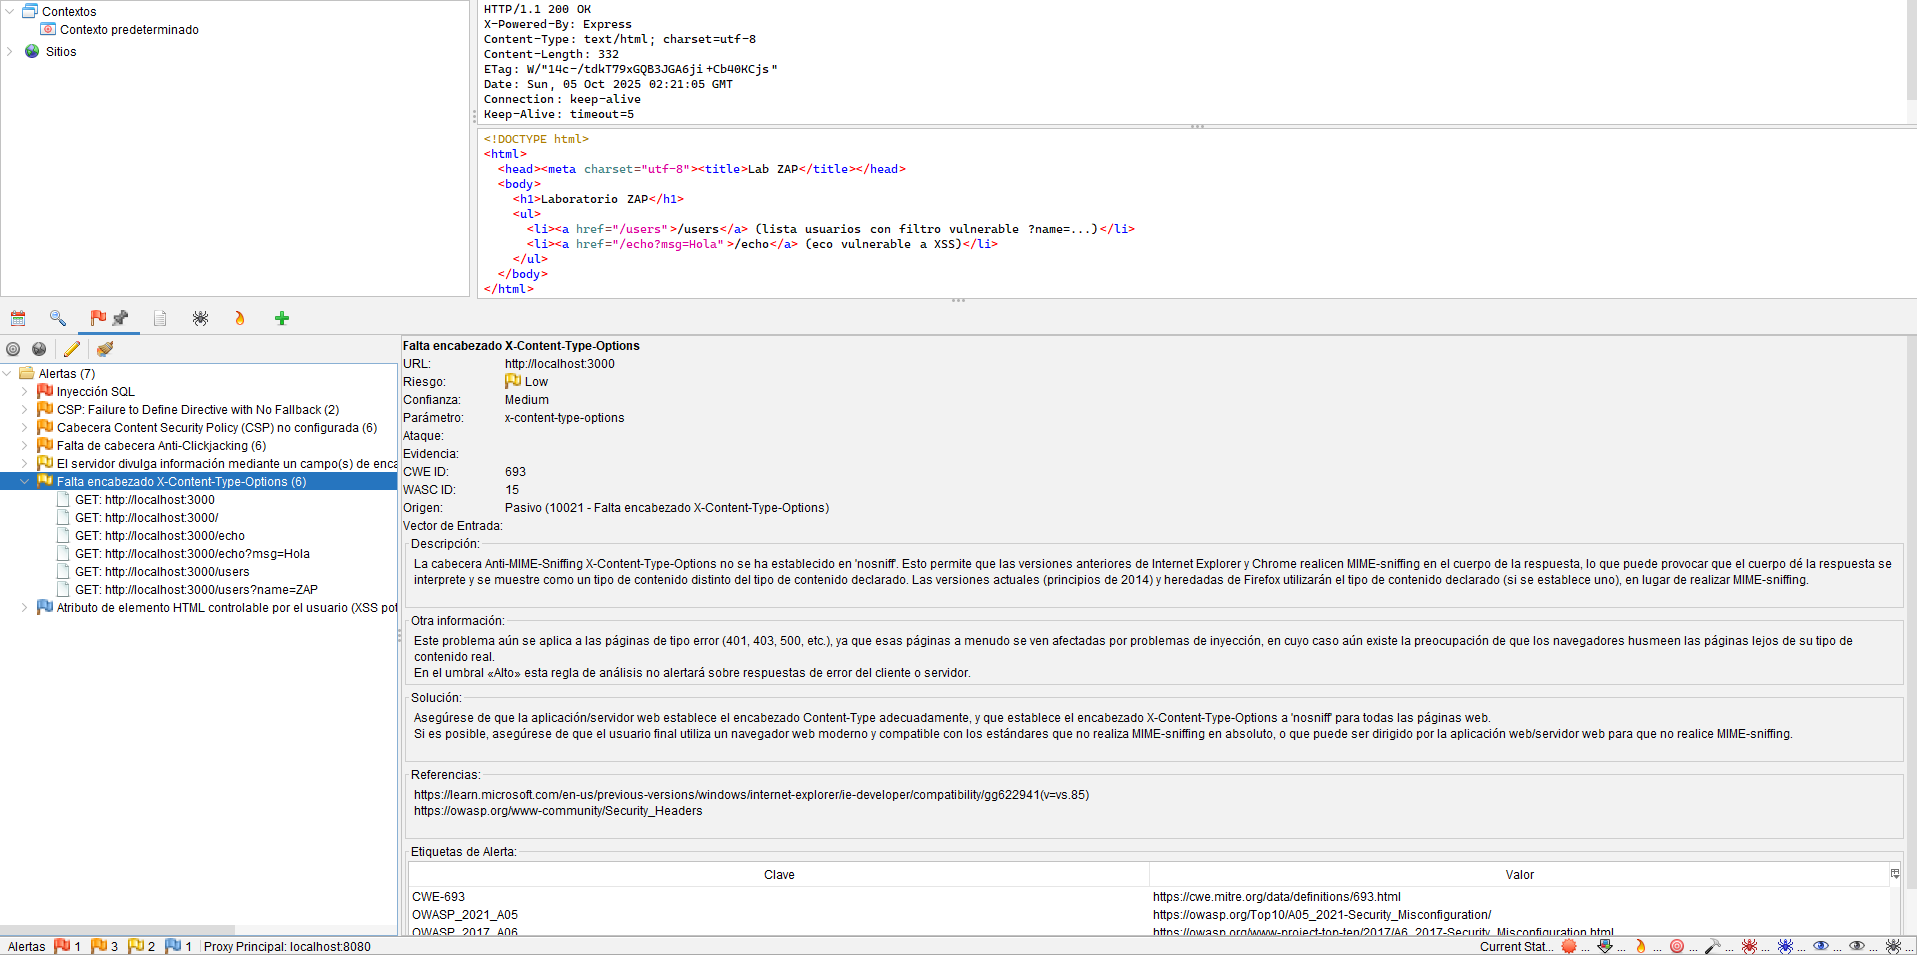 Contextos
Contexto predeterminado
Sitios
HTTP/1.1 200 OK
X-Powered-By: Express
Content-Type: text/html; charset=utf-8
Content-Length: 332
ETag: W/"14c-/tdkT79xGQB3JGA6ji+Cb40KCjs"
Date: Sun, 05 Oct 2025 02:21:05 GMT
Connection: keep-alive
Keep-Alive: timeout=5
<!DOCTYPE html>
<html>
<head><meta charset="utf-8"><title>Lab ZAP</title></head>
<body>
<h1>Laboratorio ZAP</h1>
<ul>
<li><a href="/users">/users</a> (lista usuarios con filtro vulnerable ?name=...)</li>
<li><a href="/echo?msg=Hola">/echo</a> (eco vulnerable a XSS)</li>
</ul>
</body>
</html>
Alertas (7)
Inyección SQL
CSP: Failure to Define Directive with No Fallback (2)
Cabecera Content Security Policy (CSP) no configurada (6)
Falta de cabecera Anti-Clickjacking (6)
El servidor divulga información mediante un campo(s) de enca
Falta encabezado X-Content-Type-Options (6)
GET: http://localhost:3000
GET: http://localhost:3000/
GET: http://localhost:3000/echo
GET: http://localhost:3000/echo?msg=Hola
GET: http://localhost:3000/users
GET: http://localhost:3000/users?name=ZAP
Atributo de elemento HTML controlable por el usuario (XSS pot
Falta encabezado X-Content-Type-Options
URL: http://localhost:3000
Riesgo: Low
Confianza: Medium
Parámetro: x-content-type-options
Ataque:
Evidencia:
CWE ID: 693
WASC ID: 15
Origen: Pasivo (10021 - Falta encabezado X-Content-Type-Options)
Vector de Entrada:
Descripción:
La cabecera Anti-MIME-Sniffing X-Content-Type-Options no se ha establecido en 'nosniff'. Esto permite que las versiones anteriores de Internet Explorer y Chrome realicen MIME-sniffing en el cuerpo de la respuesta, lo que puede provocar que el cuerpo dé la respuesta se
interprete y se muestre como un tipo de contenido distinto del tipo de contenido declarado. Las versiones actuales (principios de 2014) y heredadas de Firefox utilizarán el tipo de contenido declarado (si se establece uno), en lugar de realizar MIME-sniffing.
Otra información:
Este problema aún se aplica a las páginas de tipo error (401, 403, 500, etc.), ya que esas páginas a menudo se ven afectadas por problemas de inyección, en cuyo caso aún existe la preocupación de que los navegadores husmeen las páginas lejos de su tipo de
contenido real.
En el umbral «Alto» esta regla de análisis no alertará sobre respuestas de error del cliente o servidor.
Solución:
Asegúrese de que la aplicación/servidor web establece el encabezado Content-Type adecuadamente, y que establece el encabezado X-Content-Type-Options a 'nosniff' para todas las páginas web.
Si es posible, asegúrese de que el usuario final utiliza un navegador web moderno y compatible con los estándares que no realiza MIME-sniffing en absoluto, o que puede ser dirigido por la aplicación web/servidor web para que no realice MIME-sniffing.
Referencias:
https://learn.microsoft.com/en-us/previous-versions/windows/internet-explorer/ie-developer/compatibility/gg622941(v=vs.85)
https://owasp.org/www-community/Security_Headers
Etiquetas de Alerta:
Clave Valor
CWE-693 https://cwe.mitre.org/data/definitions/693.html
OWASP_2021_A05 https://owasp.org/Top10/A05_2021-Security_Misconfiguration/
OWASP_2017_A06 https://owasp.org/www-project-top-ten/2017/A6_2017-Security_Misconfiguration.html
Alertas 1 3 2 1 Proxy Principal: localhost:8080
Current Stat... ... ... ... ... ... ... ... ... ... ...